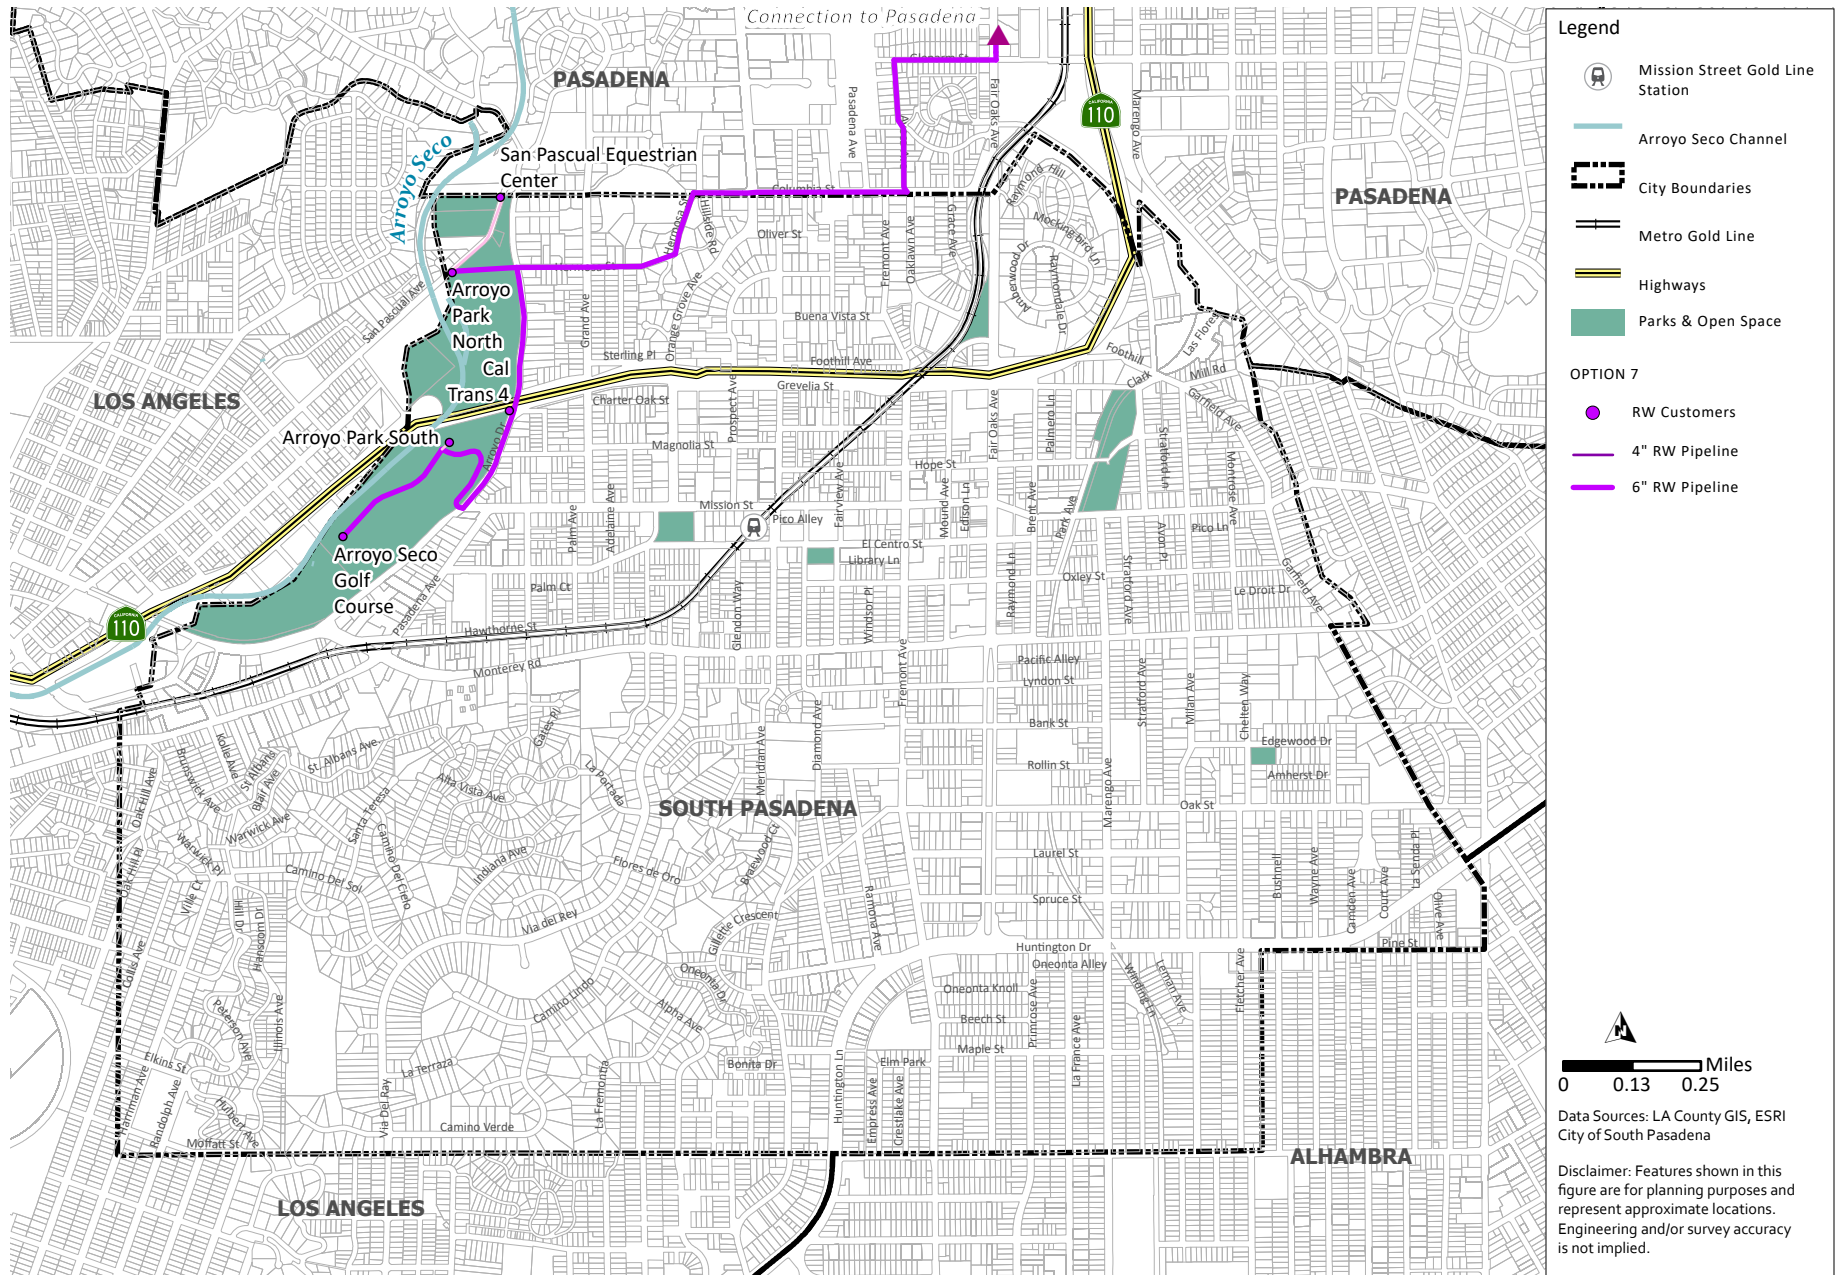 Connection to Pasadena
Glenarm St
PASADENA
Pasadena Ave
Fair Oaks Ave
110
Marengo Ave
Arroyo Seco
San Pascual Equestrian
Center
Columbia St
Raymond Hill
PASADENA
Hermosa St
Hillside Rd
Oliver St
Fremont Ave
Oaklawn Ave
Grace Ave
Mockingbird Ln
Amberwood Dr
Raymondale Dr
San Pascual Ave
Arroyo
Park
North
Cal
Trans 4
Grand Ave
Orange Grove Ave
Buena Vista St
Sterling Pl
Foothill Ave
Foothill
Las Flores
Mill Rd
Clark
Grevelia St
Garfield Ave
LOS ANGELES
Charter Oak St
Prospect Ave
Magnolia St
Arroyo Park South
Arroyo Dr
Hope St
Fair Oaks Ave
Palmero Ln
Stratford Ln
Montrose Ave
Mission St
Pico Alley
Fairview Ave
Mound Ave
Edison Ln
Brent Ave
Park Ave
Pico Ln
Palm Ave
Adelaine Ave
El Centro St
Library Ln
Avon Pl
Arroyo Seco
Golf
Course
Pasadena Ave
Palm Ct
Oxley St
Raymond Ln
Stratford Ave
Le Droit Dr
Garfield Ave
110
Hawthorne St
Glendon Way
Windsor Pl
Monterey Rd
Fremont Ave
Pacific Alley
Lyndon St
Stratford Ave
Milan Ave
Chelten Way
Bank St
Gates Pl
Edgewood Dr
Rollin St
Amherst Dr
Kolle Ave
St Albans
St. Albans Ave
Brunswick Ave
Blair Ave
Oak Hill Ave
Alta Vista Ave
La Portada
Meridian Ave
Diamond Ave
SOUTH PASADENA
Marengo Ave
Oak St
Santa Teresa
Warwick Ave
Warwick Pl
Camino Del Cielo
Indiana Ave
Flores de Oro
Braewood Ct
Laurel St
Bushnell
Wayne Ave
Camden Ave
Court Ave
La Senda Pl
Oak Hill Pl
Ville Ct
Camino Del Sol
Spruce St
Olive Ave
Hill Dr
Hanscom Dr
Via del Rey
Gillette Crescent
Ramona Ave
Huntington Dr
Pine St
Oneonta Alley
Collis Ave
Oneonta Dr
Oneonta Knoll
Winding Ln
Leman Ave
Fletcher Ave
Camino Lindo
Alpha Ave
Beech St
Primrose Ave
La France Ave
Peterson Ave
Illinois Ave
Maple St
Elkins St
La Terraza
Bonita Dr
Huntington Ln
Elm Park
Harriman Ave
Randolph Ave
Hulbert Ave
Via Del Ray
La Fremontia
Empress Ave
Crestlake Ave
Camino Verde
Moffatt St
ALHAMBRA
LOS ANGELES
Legend
Mission Street Gold Line
Station
Arroyo Seco Channel
City Boundaries
Metro Gold Line
Highways
Parks & Open Space
OPTION 7
RW Customers
4" RW Pipeline
6" RW Pipeline
N
Miles
0 0.13 0.25
Data Sources: LA County GIS, ESRI
City of South Pasadena
Disclaimer: Features shown in this
figure are for planning purposes and
represent approximate locations.
Engineering and/or survey accuracy
is not implied.